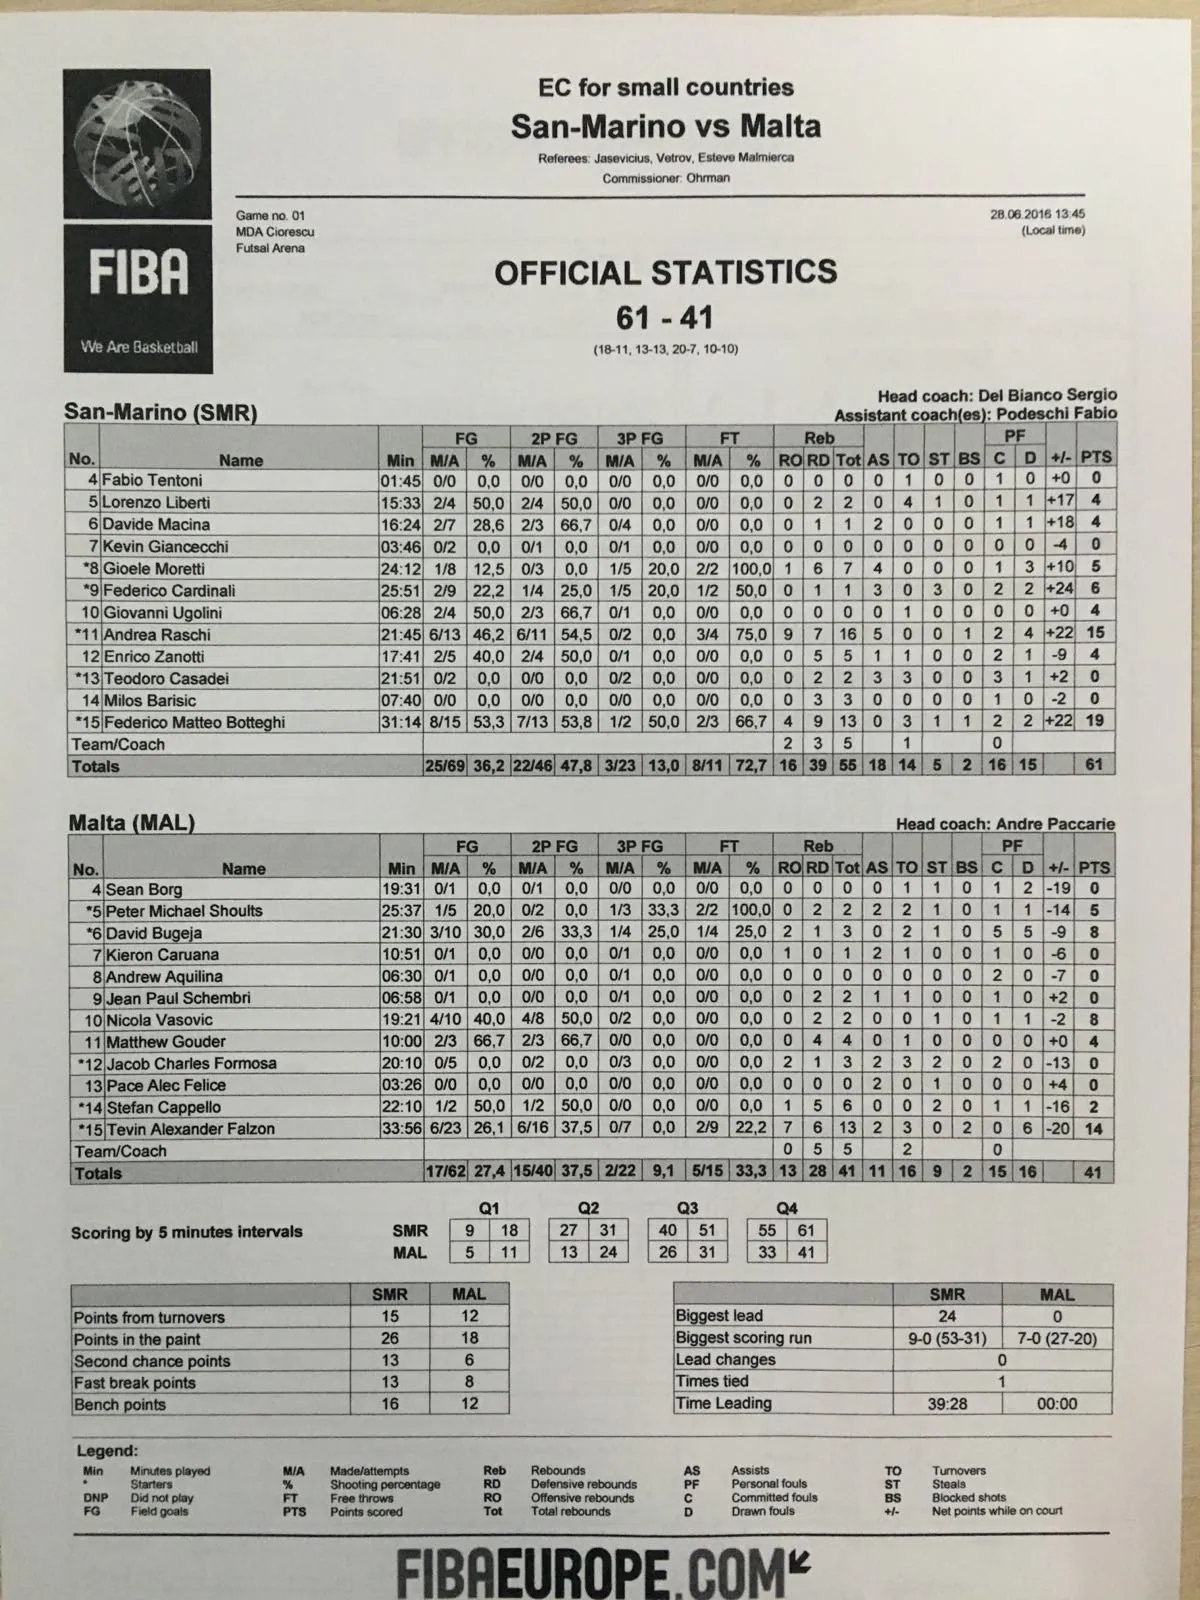 EC for small countries
San-Marino vs Malta
Referees: Jasevicius, Vetrov, Esteve Malmierca
Commissioner: Ohrman
FIBA
We Are Basketball
Game no. 01
MDA Ciorescu
Futsal Arena
28.06.2016 13:45
(Local time)
OFFICIAL STATISTICS
61 - 41
(18-11, 13-13, 20-7, 10-10)
San-Marino (SMR)
Head coach: Del Bianco Sergio
Assistant coach(es): Podeschi Fabio
FG 2P FG 3P FG FT Reb PF
No. Name Min M/A % M/A % M/A % M/A % RO RD Tot AS TO ST BS C D +/- PTS
4 Fabio Tentoni 01:45 0/0 0,0 0/0 0,0 0/0 0,0 0/0 0,0 0 0 0 0 1 0 0 1 0 +0 0
5 Lorenzo Liberti 15:33 2/4 50,0 2/4 50,0 0/0 0,0 0/0 0,0 0 2 2 0 4 1 0 1 1 +17 4
6 Davide Macina 16:24 2/7 28,6 2/3 66,7 0/4 0,0 0/0 0,0 0 1 1 2 0 0 0 1 1 +18 4
7 Kevin Giancecchi 03:46 0/2 0,0 0/1 0,0 0/1 0,0 0/0 0,0 0 0 0 0 0 0 0 0 0 -4 0
*8 Gioele Moretti 24:12 1/8 12,5 0/3 0,0 1/5 20,0 2/2 100,0 1 6 7 4 0 0 0 1 3 +10 5
*9 Federico Cardinali 25:51 2/9 22,2 1/4 25,0 1/5 20,0 1/2 50,0 0 1 1 3 0 3 0 2 2 +24 6
10 Giovanni Ugolini 06:28 2/4 50,0 2/3 66,7 0/1 0,0 0/0 0,0 0 0 0 0 1 0 0 0 0 +0 4
*11 Andrea Raschi 21:45 6/13 46,2 6/11 54,5 0/2 0,0 3/4 75,0 9 7 16 5 0 0 1 2 4 +22 15
12 Enrico Zanotti 17:41 2/5 40,0 2/4 50,0 0/1 0,0 0/0 0,0 0 5 5 1 1 0 0 2 1 -9 4
*13 Teodoro Casadei 21:51 0/2 0,0 0/0 0,0 0/2 0,0 0/0 0,0 0 2 2 3 3 0 0 3 1 +2 0
14 Milos Barisic 07:40 0/0 0,0 0/0 0,0 0/0 0,0 0/0 0,0 0 3 3 0 0 0 0 1 0 -2 0
*15 Federico Matteo Botteghi 31:14 8/15 53,3 7/13 53,8 1/2 50,0 2/3 66,7 4 9 13 0 3 1 1 2 2 +22 19
Team/Coach 2 3 5 1 0
Totals 25/69 36,2 22/46 47,8 3/23 13,0 8/11 72,7 16 39 55 18 14 5 2 16 15 61
Malta (MAL)
Head coach: Andre Paccarie
FG 2P FG 3P FG FT Reb PF
No. Name Min M/A % M/A % M/A % M/A % RO RD Tot AS TO ST BS C D +/- PTS
4 Sean Borg 19:31 0/1 0,0 0/1 0,0 0/0 0,0 0/0 0,0 0 0 0 0 1 1 0 1 2 -19 0
*5 Peter Michael Shoults 25:37 1/5 20,0 0/2 0,0 1/3 33,3 2/2 100,0 0 2 2 2 2 1 0 1 1 -14 5
*6 David Bugeja 21:30 3/10 30,0 2/6 33,3 1/4 25,0 1/4 25,0 2 1 3 0 2 1 0 5 5 -9 8
7 Kieron Caruana 10:51 0/1 0,0 0/0 0,0 0/1 0,0 0/0 0,0 1 0 1 2 1 0 0 1 0 -6 0
8 Andrew Aquilina 06:30 0/1 0,0 0/0 0,0 0/1 0,0 0/0 0,0 0 0 0 0 0 0 0 2 0 -7 0
9 Jean Paul Schembri 06:58 0/1 0,0 0/0 0,0 0/1 0,0 0/0 0,0 0 2 2 1 1 0 0 1 0 +2 0
10 Nicola Vasovic 19:21 4/10 40,0 4/8 50,0 0/2 0,0 0/0 0,0 0 2 2 0 0 1 0 1 1 -2 8
11 Matthew Gouder 10:00 2/3 66,7 2/3 66,7 0/0 0,0 0/0 0,0 0 4 4 0 1 0 0 0 0 +0 4
*12 Jacob Charles Formosa 20:10 0/5 0,0 0/2 0,0 0/3 0,0 0/0 0,0 2 1 3 2 3 2 0 2 0 -13 0
13 Pace Alec Felice 03:26 0/0 0,0 0/0 0,0 0/0 0,0 0/0 0,0 0 0 0 2 0 1 0 0 0 +4 0
*14 Stefan Cappello 22:10 1/2 50,0 1/2 50,0 0/0 0,0 0/0 0,0 1 5 6 0 0 2 0 1 1 -16 2
*15 Tevin Alexander Falzon 33:56 6/23 26,1 6/16 37,5 0/7 0,0 2/9 22,2 7 6 13 2 3 0 2 0 6 -20 14
Team/Coach 0 5 5 2 0
Totals 17/62 27,4 15/40 37,5 2/22 9,1 5/15 33,3 13 28 41 11 16 9 2 15 16 41
Q1 Q2 Q3 Q4
Scoring by 5 minutes intervals SMR 9 18 27 31 40 51 55 61
MAL 5 11 13 24 26 31 33 41
SMR MAL
Points from turnovers 15 12
Points in the paint 26 18
Second chance points 13 6
Fast break points 13 8
Bench points 16 12
SMR MAL
Biggest lead 24 0
Biggest scoring run 9-0 (53-31) 7-0 (27-20)
Lead changes 0
Times tied 1
Time Leading 39:28 00:00
Legend:
Min Minutes played M/A Made/attempts Reb Rebounds AS Assists TO Turnovers
* Starters % Shooting percentage RD Defensive rebounds PF Personal fouls ST Steals
DNP Did not play FT Free throws RO Offensive rebounds C Committed fouls BS Blocked shots
FG Field goals PTS Points scored Tot Total rebounds D Drawn fouls +/- Net points while on court
FIBAEUROPE.COM